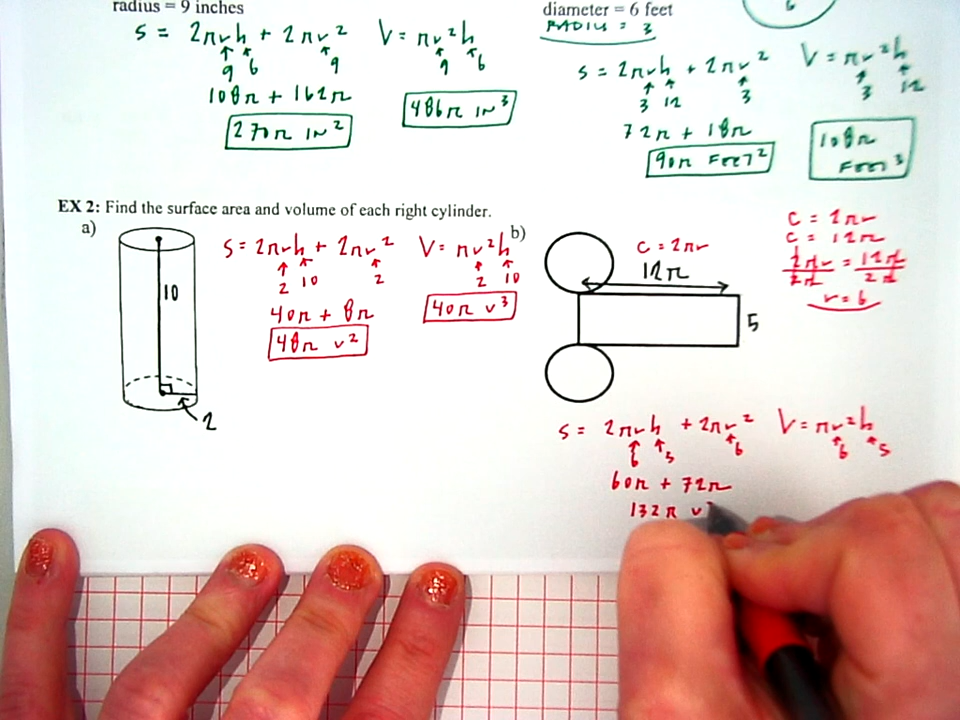 radius = 9 inches
S = 2πrh + 2πr²
9 6 9
108π + 162π
270π in²
V = πr²h
9 6
486π in³
diameter = 6 feet
RADIUS = 3
6
S = 2πrh + 2πr²
3 12 3
72π + 18π
90π Feet²
V = πr²h
3 12
108π
Feet³
EX 2: Find the surface area and volume of each right cylinder.
a)
10
2
S = 2πrh + 2πr²
2 10 2
40π + 8π
48π u²
V = πr²h
2 10
40π u³
b)
C = 2πr
12π
5
C = 2πr
C = 12π
2πr/2π = 12π/2π
r = 6
S = 2πrh + 2πr²
6 5 6
60π + 72π
132π u
V = πr²h
6 5